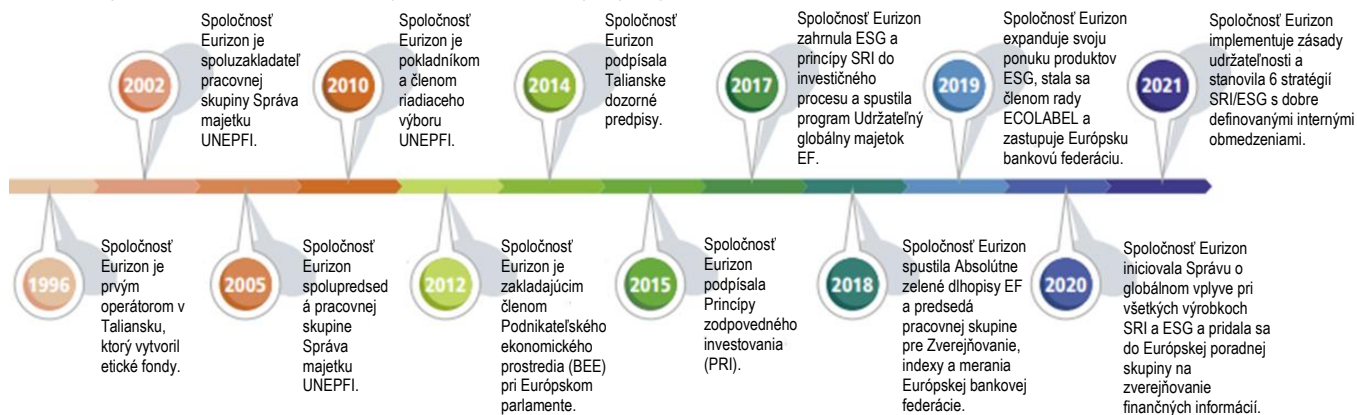 2002
Spoločnosť
Eurizon je
spoluzakladateľ
pracovnej
skupiny Správa
majetku
UNEPFI.
2010
Spoločnosť
Eurizon je
pokladníkom
a členom
riadiaceho
výboru
UNEPFI.
2014
Spoločnosť
Eurizon
podpísala
Talianske
dozorné
predpisy.
2017
Spoločnosť Eurizon
zahrnula ESG a
princípy SRI do
investičného
procesu a spustila
program Udržateľný
globálny majetok
EF.
2019
Spoločnosť Eurizon
expanduje svoju
ponuku produktov
ESG, stala sa
členom rady
ECOLABEL a
zastupuje Európsku
bankovú federáciu.
2021
Spoločnosť Eurizon
implementuje zásady
udržateľnosti a
stanovila 6 stratégií
SRI/ESG s dobre
definovanými internými
obmedzeniami.
1996
Spoločnosť
Eurizon je
prvým
operátorom v
Taliansku,
ktorý vytvoril
etické fondy.
2005
Spoločnosť
Eurizon
spolupredsed
á pracovnej
skupine
Správa
majetku
UNEPFI.
2012
Spoločnosť
Eurizon je
zakladajúcim
členom
Podnikateľského
ekonomického
prostredia (BEE)
pri Európskom
parlamente.
2015
Spoločnosť
Eurizon
podpísala
Princípy
zodpovedného
investovania
(PRI).
2018
Spoločnosť Eurizon
spustila Absolútne
zelené dlhopisy EF
a predsedá
pracovnej skupine
pre Zverejňovanie,
indexy a merania
Európskej bankovej
federácie.
2020
Spoločnosť Eurizon
iniciovala Správu o
globálnom vplyve pri
všetkých výrobkoch
SRI a ESG a pridala sa
do Európskej poradnej
skupiny na
zverejňovanie
finančných informácií.